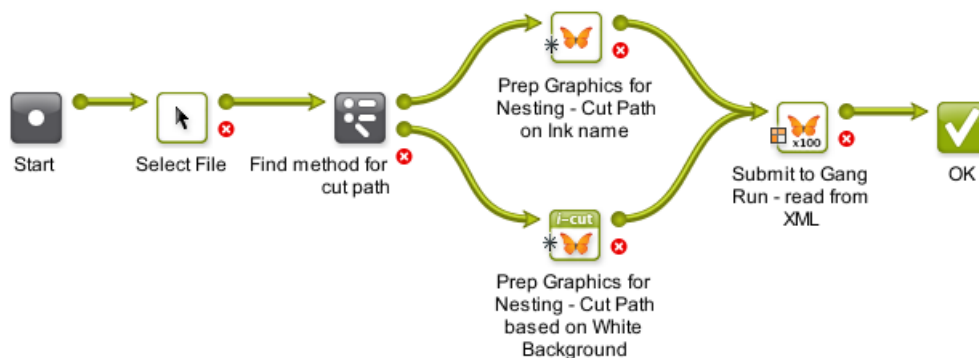 Start
Select File
Find method for
cut path
Prep Graphics for
Nesting - Cut Path
on Ink name
i-cut
Prep Graphics for
Nesting - Cut Path
based on White
Background
x100
Submit to Gang
Run - read from
XML
OK